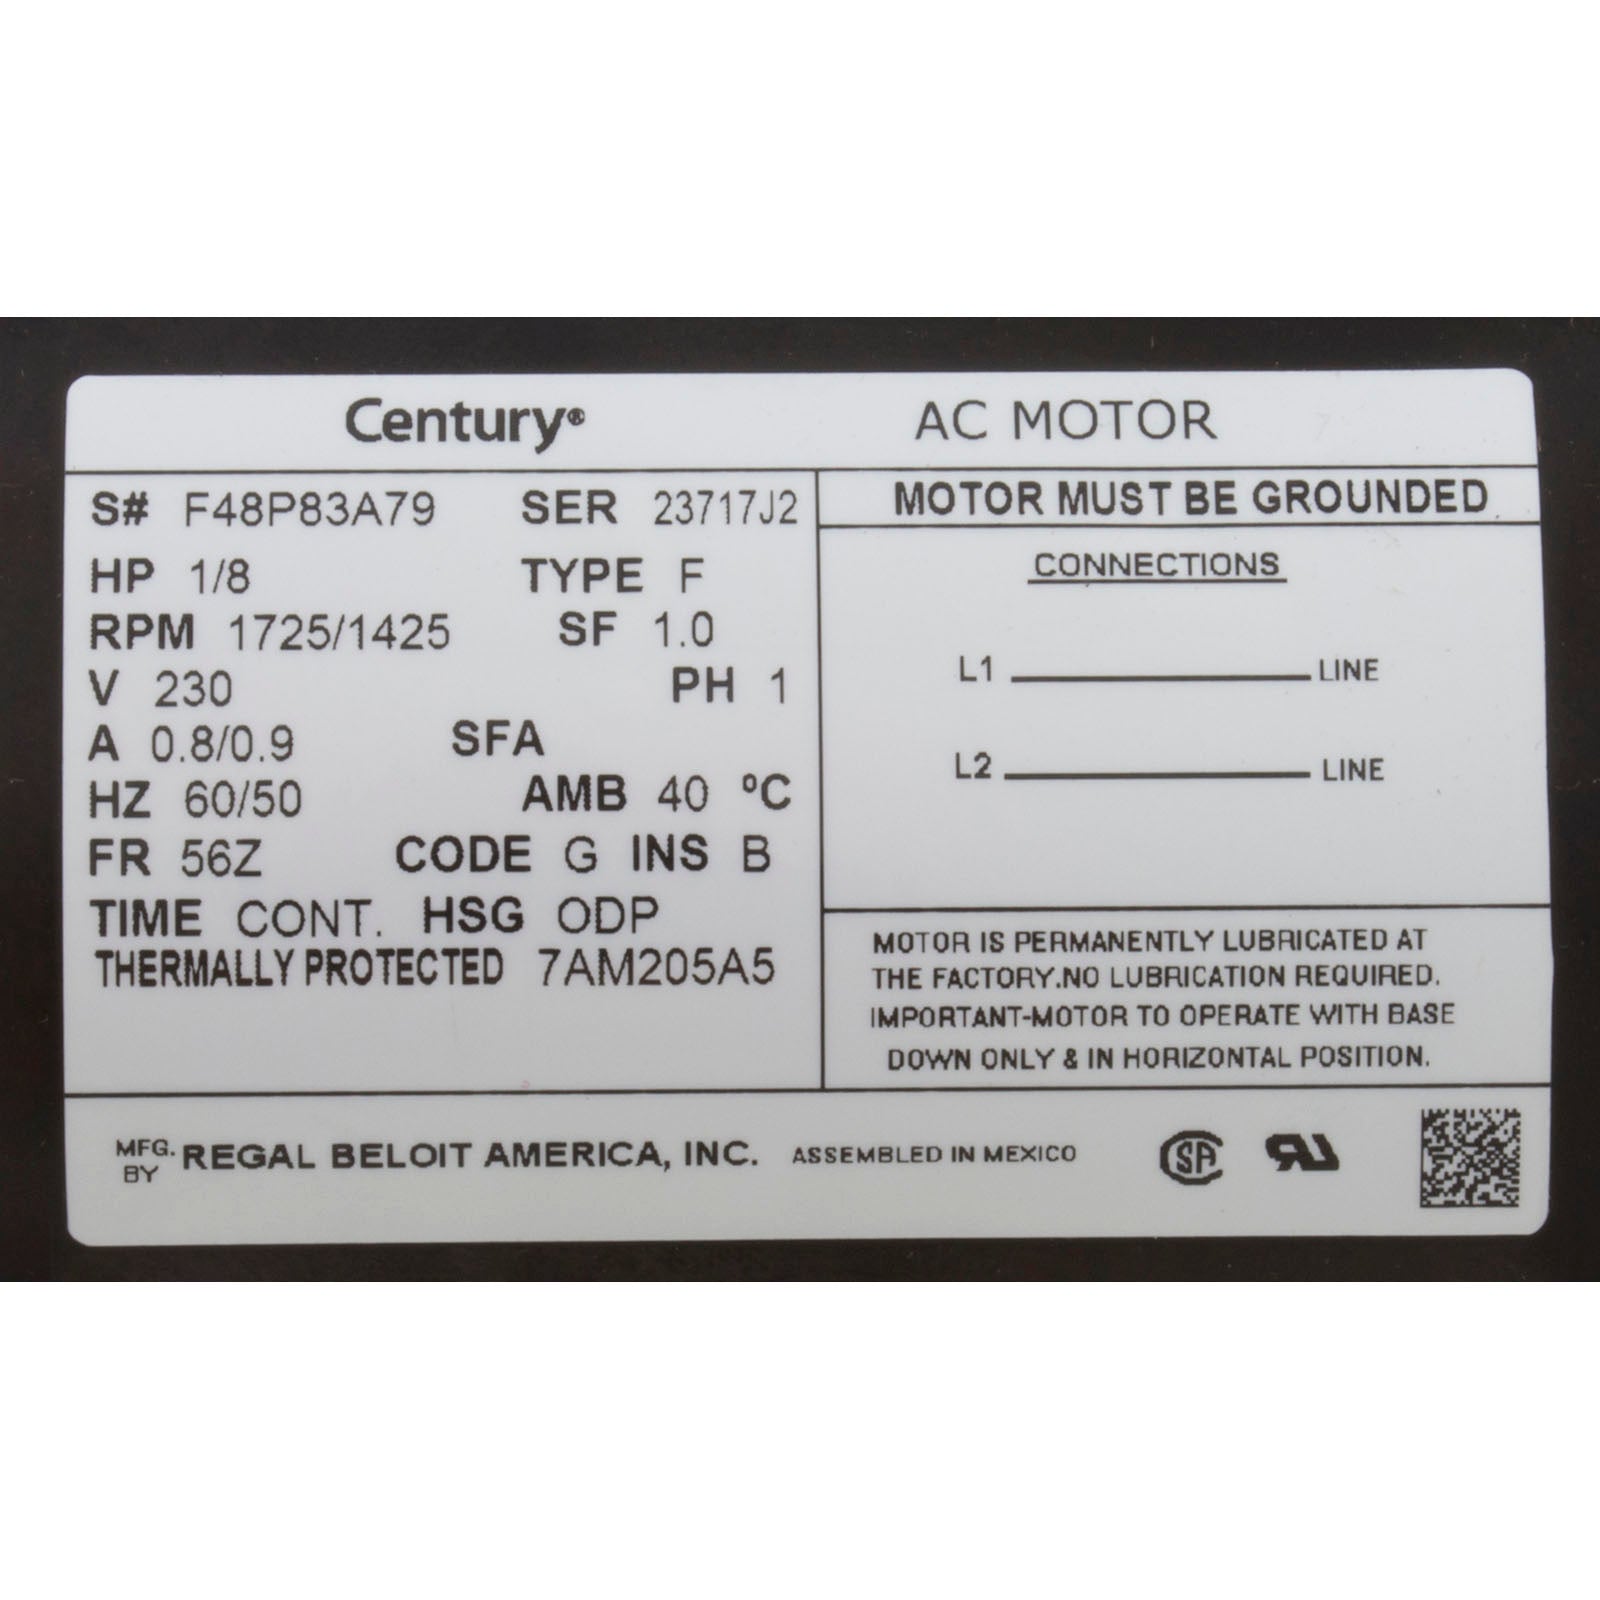 Century® AC MOTOR
S# F48P83A79 SER 23717J2
HP 1/8 TYPE F
RPM 1725/1425 SF 1.0
V 230 PH 1
A 0.8/0.9 SFA
HZ 60/50 AMB 40 °C
FR 56Z CODE G INS B
TIME CONT. HSG ODP
THERMALLY PROTECTED 7AM205A5
MOTOR MUST BE GROUNDED
CONNECTIONS
L1 LINE
L2 LINE
MOTOR IS PERMANENTLY LUBRICATED AT
THE FACTORY.NO LUBRICATION REQUIRED.
IMPORTANT-MOTOR TO OPERATE WITH BASE
DOWN ONLY & IN HORIZONTAL POSITION.
MFG. BY REGAL BELOIT AMERICA, INC. ASSEMBLED IN MEXICO SA RU